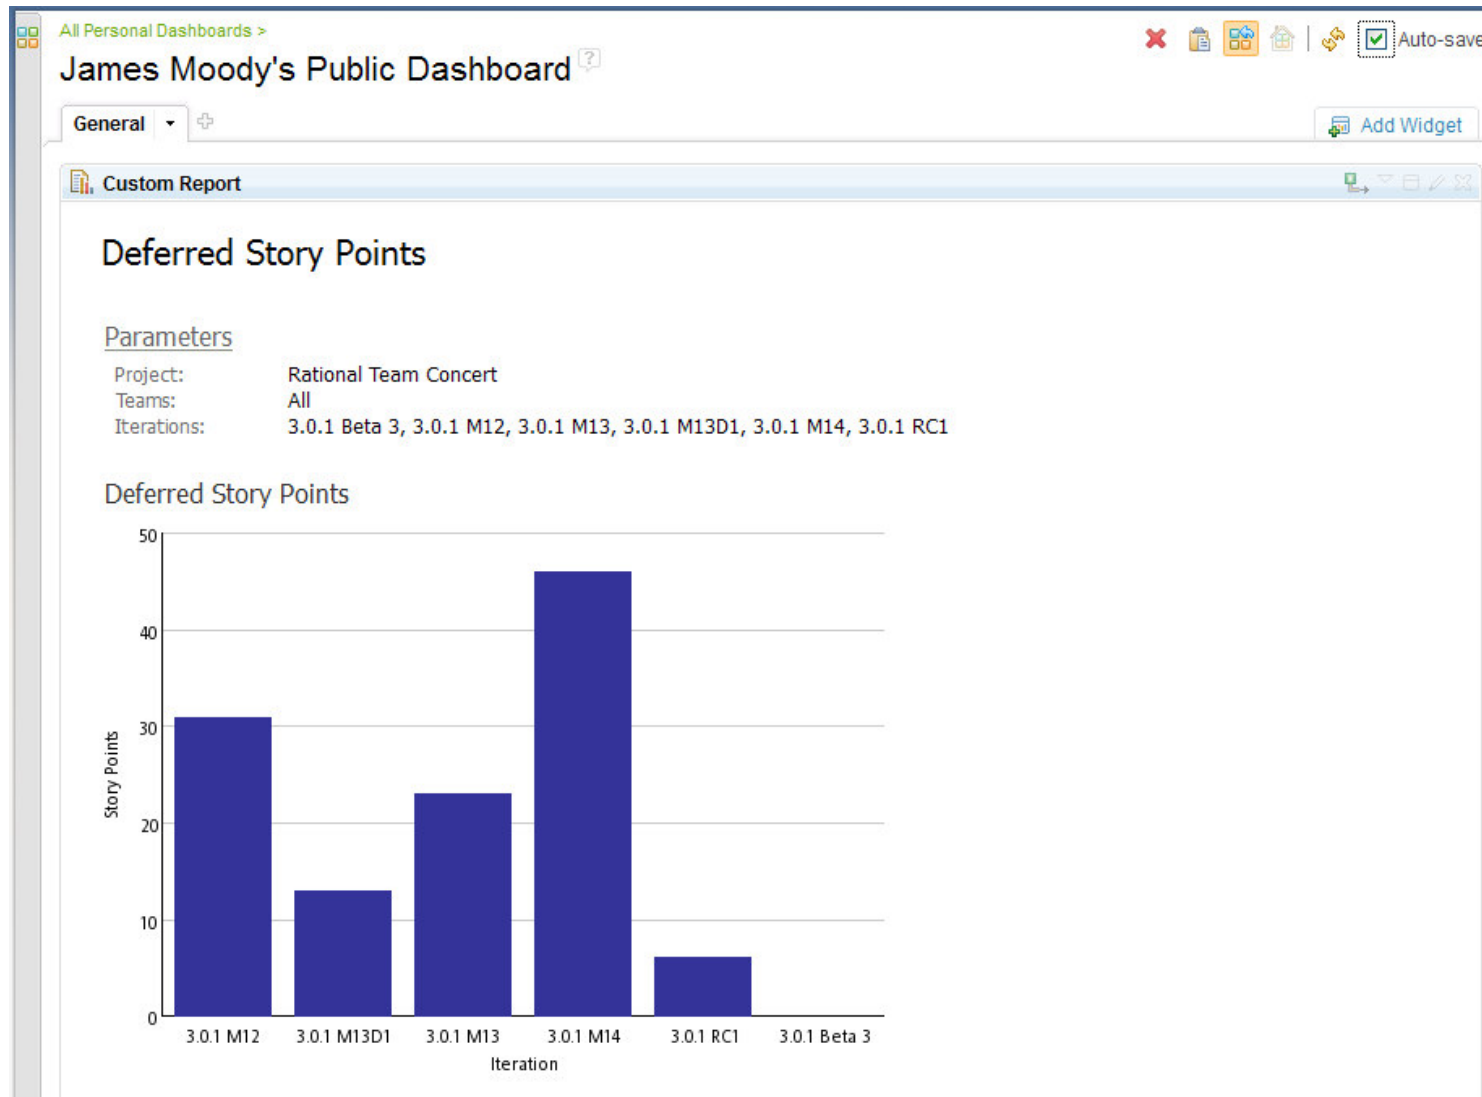 All Personal Dashboards >
James Moody's Public Dashboard ?
Auto-save
General
Add Widget
Custom Report
Deferred Story Points
Parameters
Project: Rational Team Concert
Teams: All
Iterations: 3.0.1 Beta 3, 3.0.1 M12, 3.0.1 M13, 3.0.1 M13D1, 3.0.1 M14, 3.0.1 RC1
Deferred Story Points
50
40
30
20
10
0
Story Points
3.0.1 M12 3.0.1 M13D1 3.0.1 M13 3.0.1 M14 3.0.1 RC1 3.0.1 Beta 3
Iteration